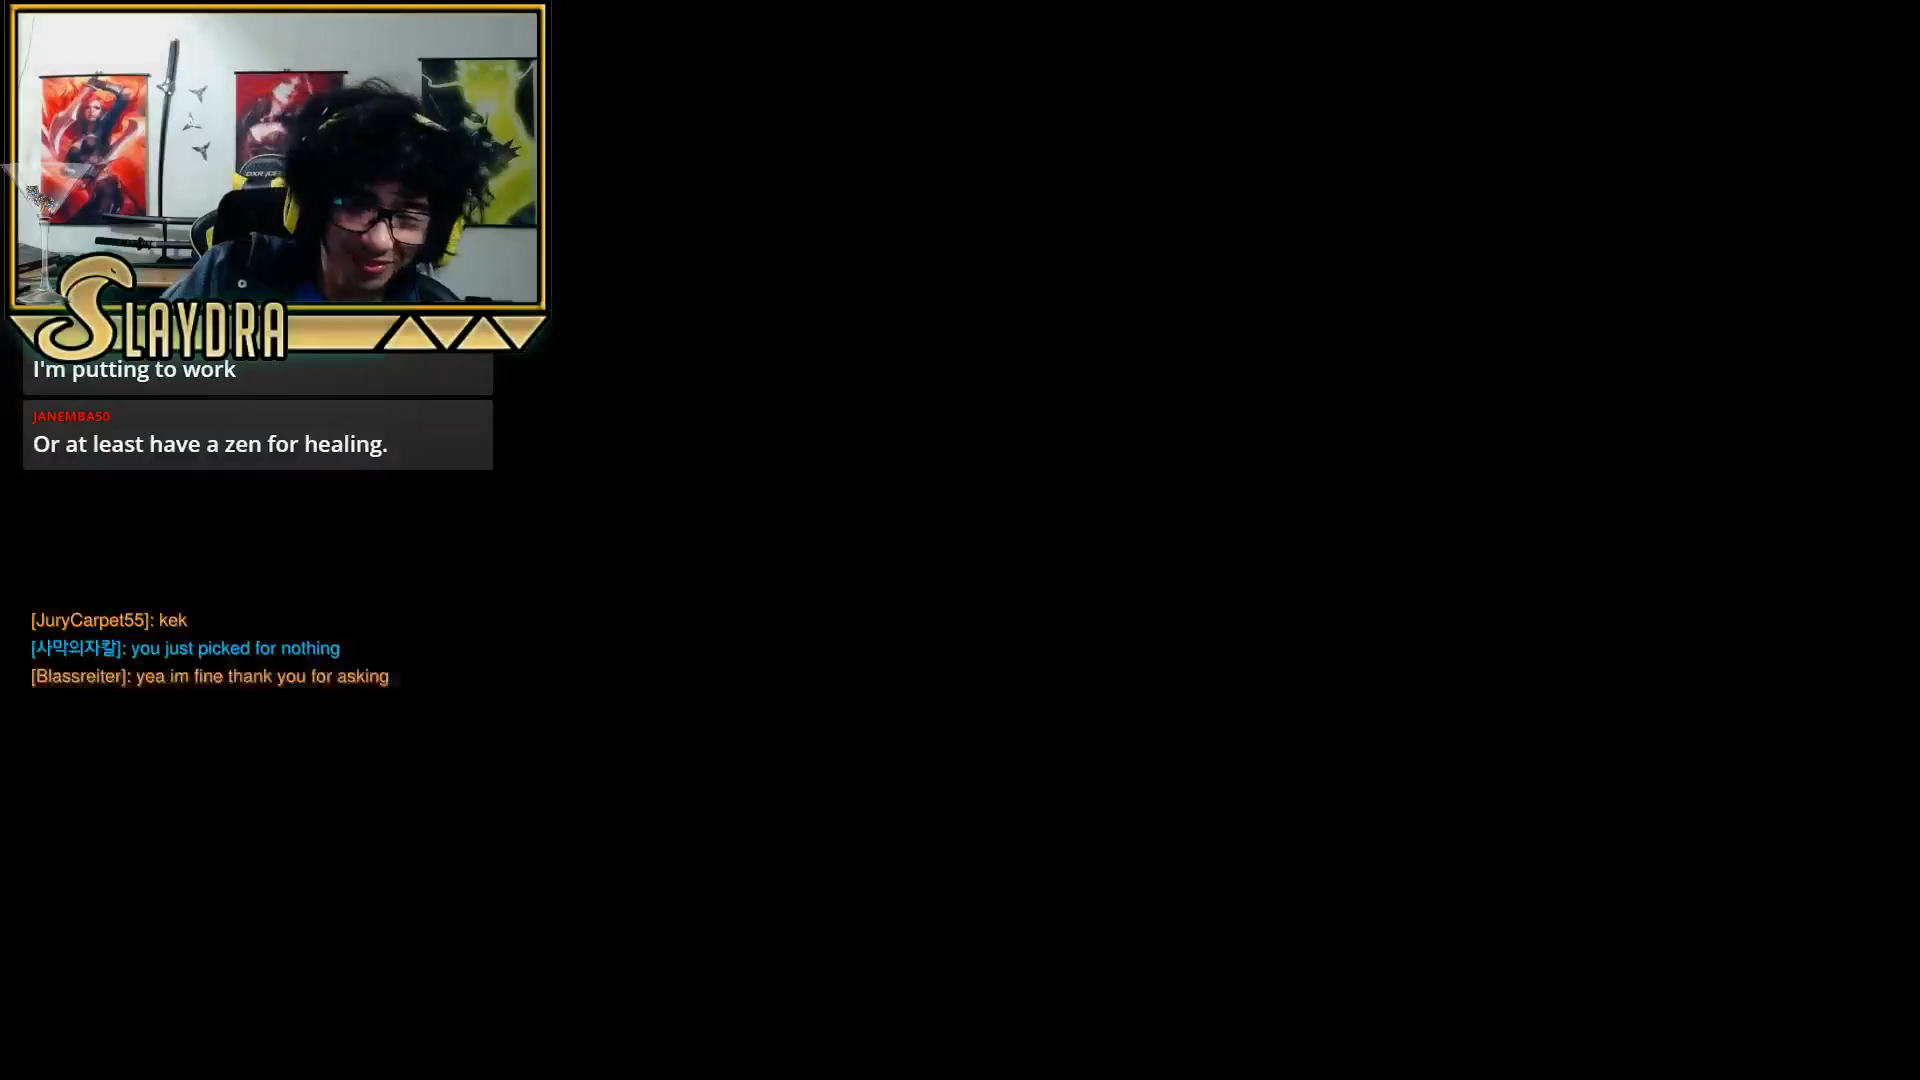 DXRACER
SLAYDRA
I'm putting to work
JANEMBA50
Or at least have a zen for healing.
[JuryCarpet55]: kek
[사막의자칼]: you just picked for nothing
[Blassreiter]: yea im fine thank you for asking